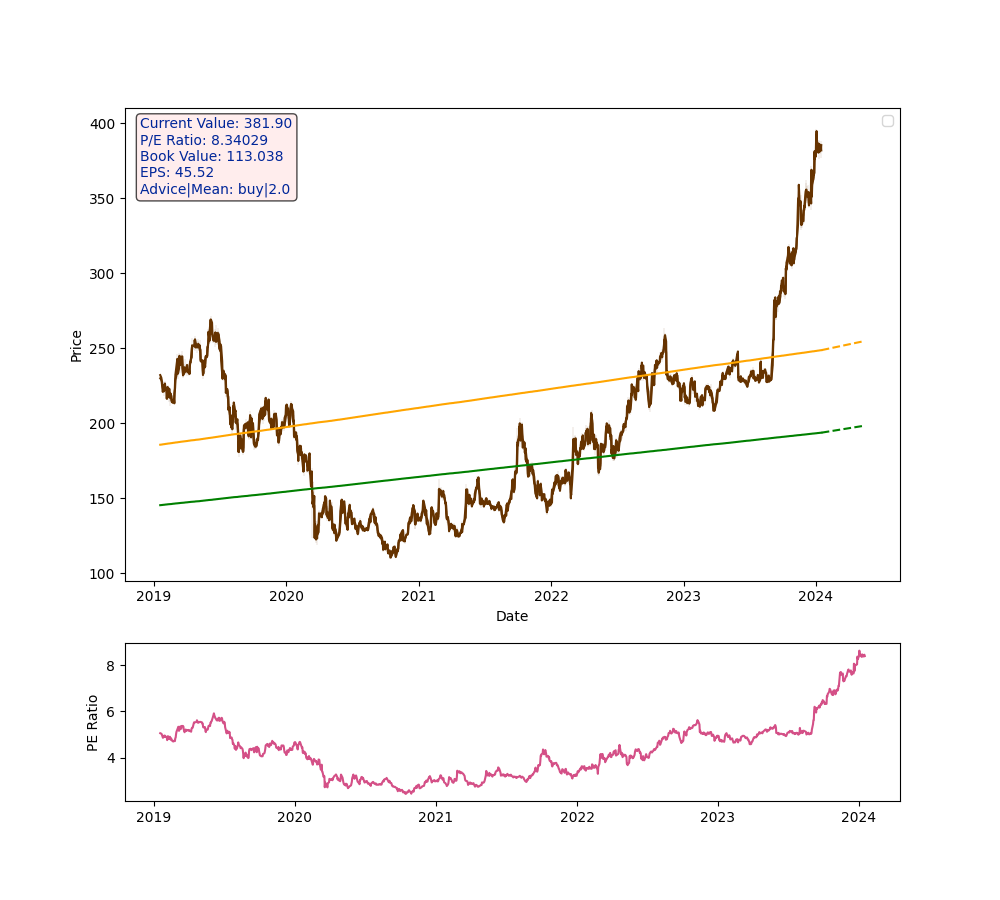 Current Value: 381.90
P/E Ratio: 8.34029
Book Value: 113.038
EPS: 45.52
Advice|Mean: buy|2.0
400
350
300
250
200
150
100
Price
2019 2020 2021 2022 2023 2024
Date
8
6
4
PE Ratio
2019 2020 2021 2022 2023 2024